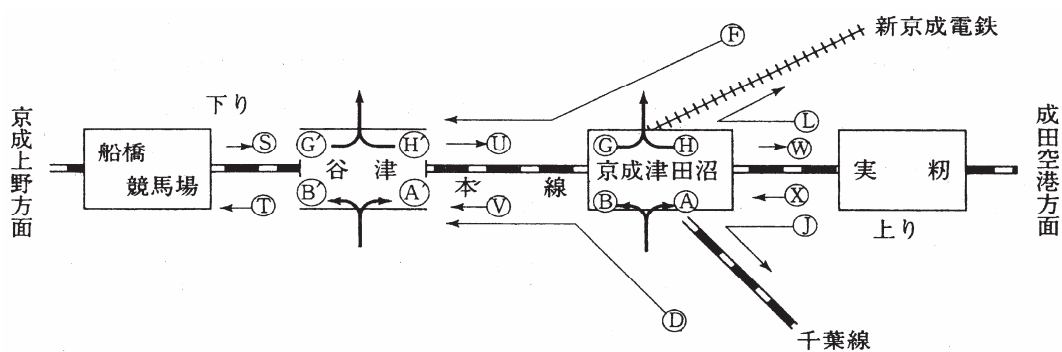 新京成電鉄
Ⓕ
下り
Ⓛ
京成上野方面
船橋
競馬場
Ⓢ
Ⓣ
Ⓖ′
Ⓗ′
谷津
Ⓑ′
Ⓐ′
Ⓤ
本線
Ⓥ
Ⓖ
Ⓗ
京成津田沼
Ⓑ
Ⓐ
Ⓦ
Ⓧ
Ⓙ
実籾
上り
成田空港方面
Ⓓ
千葉線